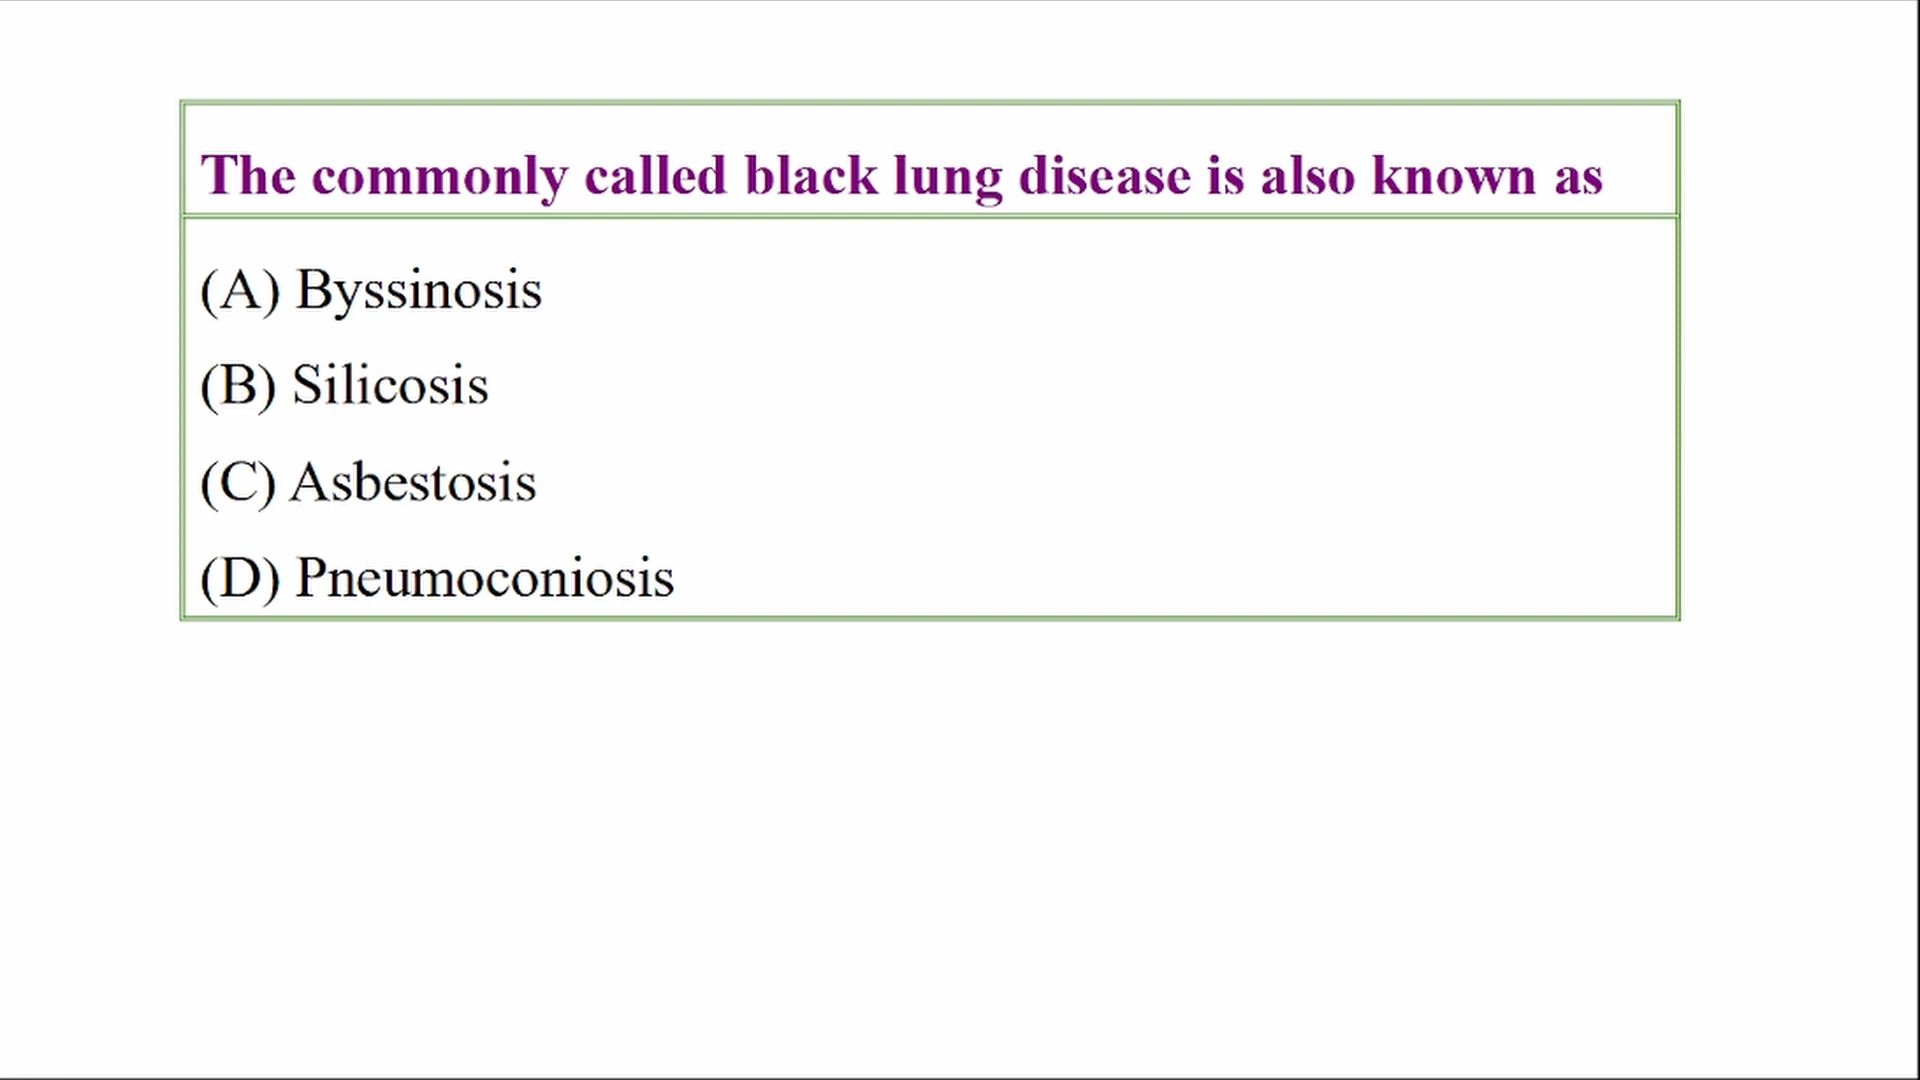 The commonly called black lung disease is also known as
(A) Byssinosis
(B) Silicosis
(C) Asbestosis
(D) Pneumoconiosis